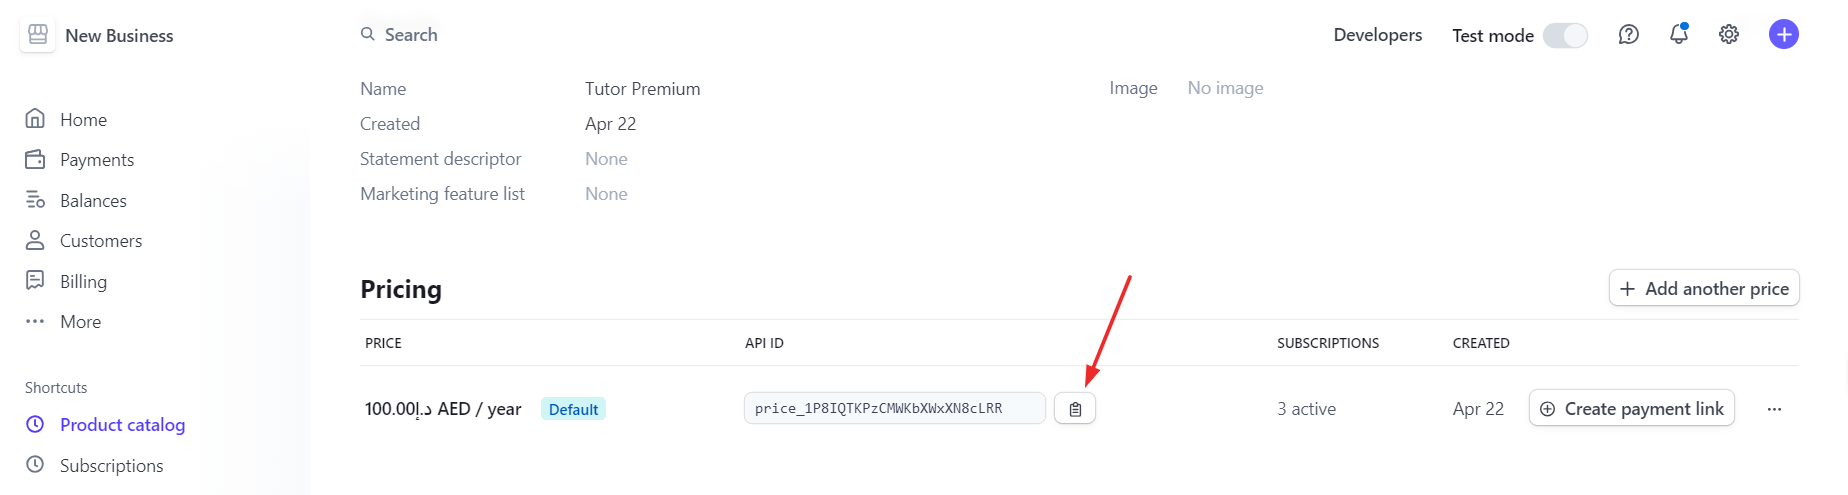 New Business
Search
Developers
Test mode
Home
Payments
Balances
Customers
Billing
More
Shortcuts
Product catalog
Subscriptions
Name Tutor Premium
Created Apr 22
Statement descriptor None
Marketing feature list None
Image No image
Pricing
Add another price
PRICE API ID SUBSCRIPTIONS CREATED
د.إ100.00 AED / year Default price_1P8IQTKPzCMWKbXWxXN8cLRR 3 active Apr 22 Create payment link